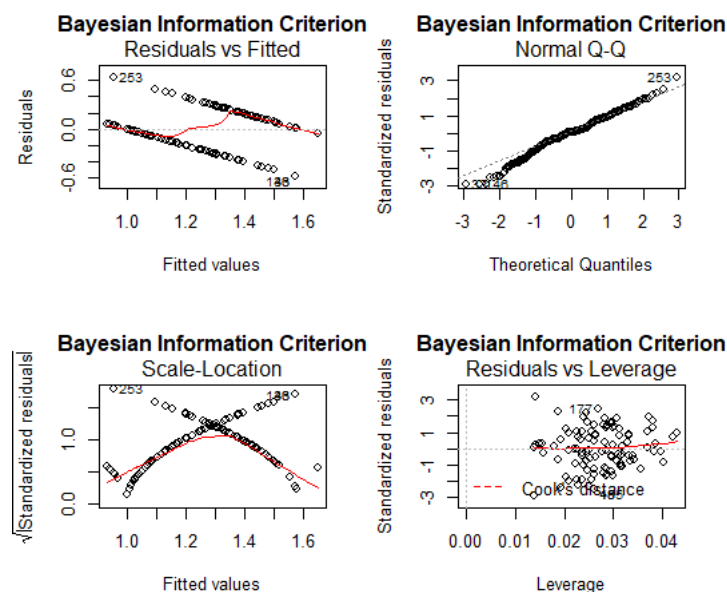 Bayesian Information Criterion
Residuals vs Fitted
Residuals
-0.6 0.0 0.6
253
1.0 1.2 1.4 1.6
Fitted values
Bayesian Information Criterion
Normal Q-Q
Standardized residuals
-3 -1 1 3
253
-3 -2 -1 0 1 2 3
Theoretical Quantiles
Bayesian Information Criterion
Scale-Location
√|Standardized residuals|
0.0 1.0
253
1.0 1.2 1.4 1.6
Fitted values
Bayesian Information Criterion
Residuals vs Leverage
Standardized residuals
-3 -1 1 3
177
Cook's distance
0.00 0.01 0.02 0.03 0.04
Leverage